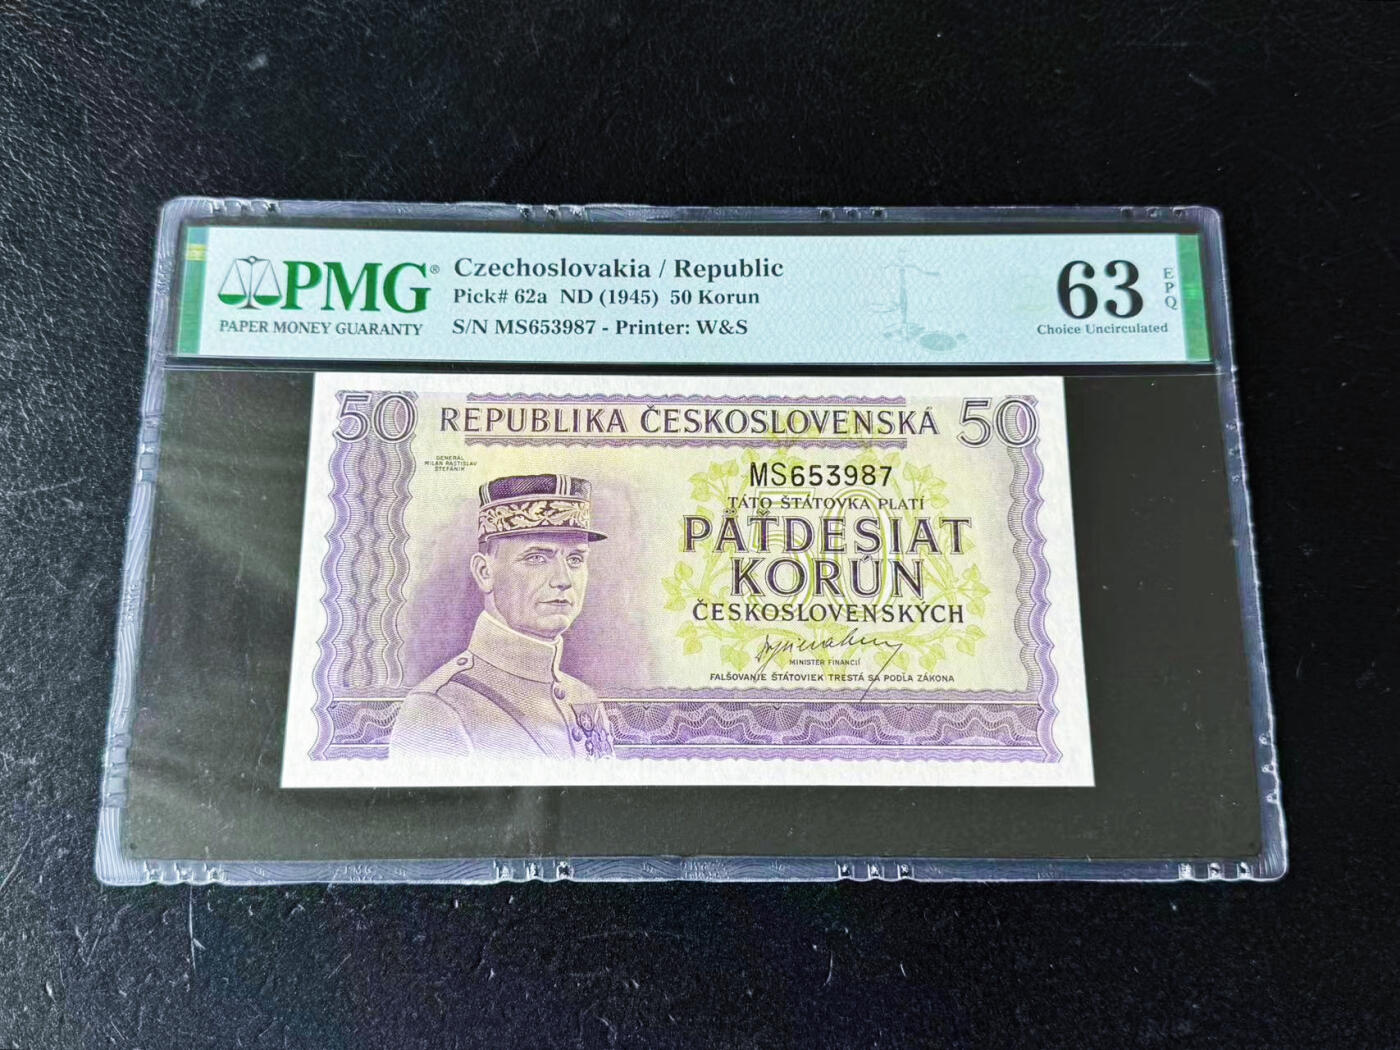 PMG®
PAPER MONEY GUARANTY
Czechoslovakia / Republic
Pick# 62a ND (1945) 50 Korun
S/N MS653987 - Printer: W&S
63
EPQ
Choice Uncirculated
50 REPUBLIKA ČESKOSLOVENSKÁ 50
GENERÁL
MILAN RASTISLAV
ŠTEFÁNIK
MS653987
TÁTO ŠTÁTOVKA PLATÍ
PÄŤDESIAT
KORÚN
ČESKOSLOVENSKÝCH
MINISTER FINANCIÍ
FALŠOVANIE ŠTÁTOVIEK TRESTÁ SA PODĽA ZÁKONA